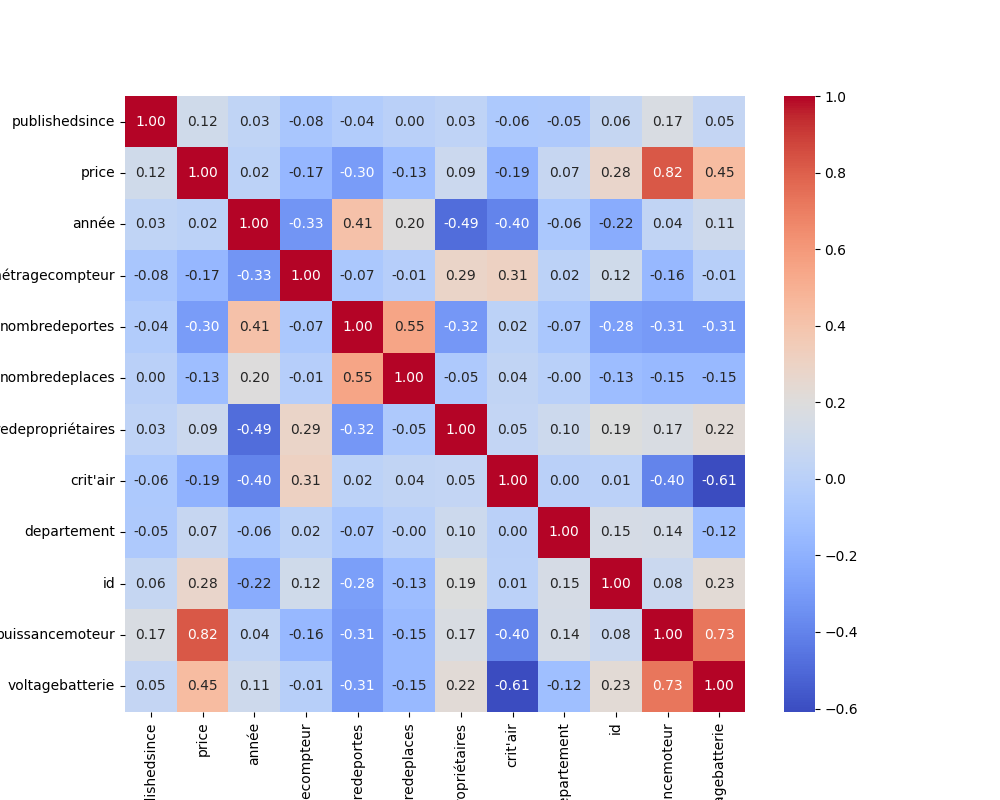 publishedsince 1.00 0.12 0.03 -0.08 -0.04 0.00 0.03 -0.06 -0.05 0.06 0.17 0.05
price 0.12 1.00 0.02 -0.17 -0.30 -0.13 0.09 -0.19 0.07 0.28 0.82 0.45
année 0.03 0.02 1.00 -0.33 0.41 0.20 -0.49 -0.40 -0.06 -0.22 0.04 0.11
étragecompteur -0.08 -0.17 -0.33 1.00 -0.07 -0.01 0.29 0.31 0.02 0.12 -0.16 -0.01
nombredeportes -0.04 -0.30 0.41 -0.07 1.00 0.55 -0.32 0.02 -0.07 -0.28 -0.31 -0.31
nombredeplaces 0.00 -0.13 0.20 -0.01 0.55 1.00 -0.05 0.04 -0.00 -0.13 -0.15 -0.15
edepropriétaires 0.03 0.09 -0.49 0.29 -0.32 -0.05 1.00 0.05 0.10 0.19 0.17 0.22
crit'air -0.06 -0.19 -0.40 0.31 0.02 0.04 0.05 1.00 0.00 0.01 -0.40 -0.61
departement -0.05 0.07 -0.06 0.02 -0.07 -0.00 0.10 0.00 1.00 0.15 0.14 -0.12
id 0.06 0.28 -0.22 0.12 -0.28 -0.13 0.19 0.01 0.15 1.00 0.08 0.23
puissancemoteur 0.17 0.82 0.04 -0.16 -0.31 -0.15 0.17 -0.40 0.14 0.08 1.00 0.73
voltagebatterie 0.05 0.45 0.11 -0.01 -0.31 -0.15 0.22 -0.61 -0.12 0.23 0.73 1.00
lishedsince
price
année
ecompteur
redeportes
redeplaces
opriétaires
crit'air
epartement
id
ncemoteur
agebatterie
1.0
0.8
0.6
0.4
0.2
0.0
−0.2
−0.4
−0.6